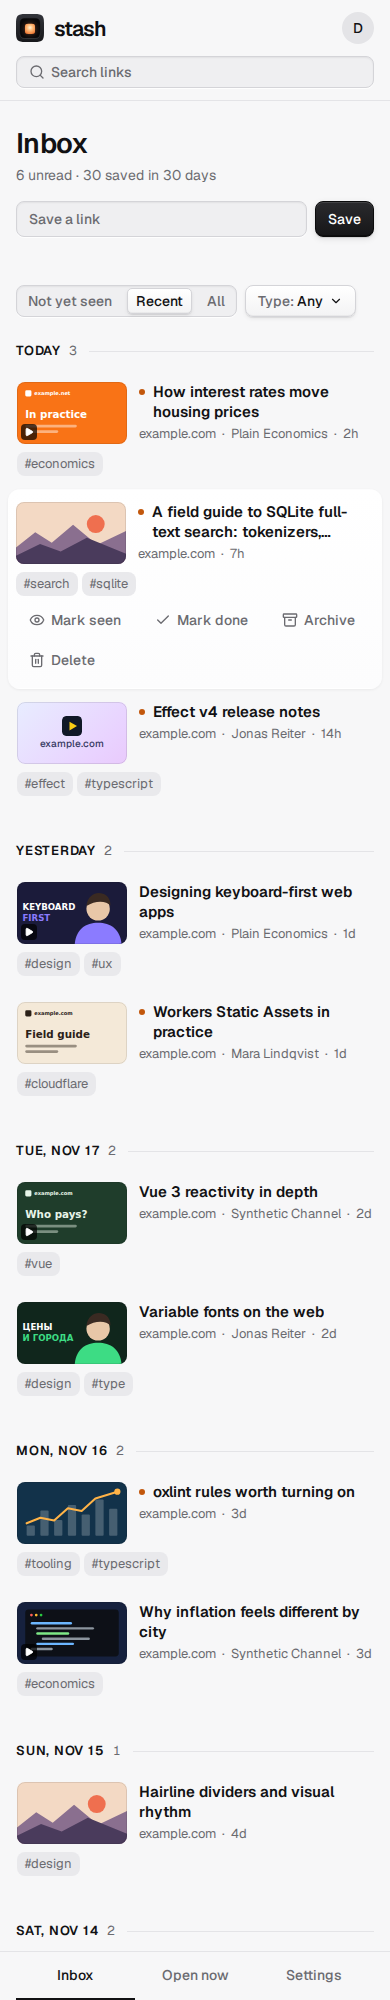 stash
D
Search links
Inbox
6 unread · 30 saved in 30 days
Save a link
Save
Not yet seen
Recent
All
Type: Any
TODAY 3
example.net
In practice
How interest rates move
housing prices
example.com · Plain Economics · 2h
#economics
A field guide to SQLite full-
text search: tokenizers,…
example.com · 7h
#search
#sqlite
Mark seen
Mark done
Archive
Delete
example.com
Effect v4 release notes
example.com · Jonas Reiter · 14h
#effect
#typescript
YESTERDAY 2
KEYBOARD
FIRST
Designing keyboard-first web
apps
example.com · Plain Economics · 1d
#design
#ux
example.com
Field guide
Workers Static Assets in
practice
example.com · Mara Lindqvist · 1d
#cloudflare
TUE, NOV 17 2
example.com
Who pays?
Vue 3 reactivity in depth
example.com · Synthetic Channel · 2d
#vue
ЦЕНЫ
И ГОРОДА
Variable fonts on the web
example.com · Jonas Reiter · 2d
#design
#type
MON, NOV 16 2
oxlint rules worth turning on
example.com · 3d
#tooling
#typescript
Why inflation feels different by
city
example.com · Synthetic Channel · 3d
#economics
SUN, NOV 15 1
Hairline dividers and visual
rhythm
example.com · 4d
#design
SAT, NOV 14 2
Inbox
Open now
Settings